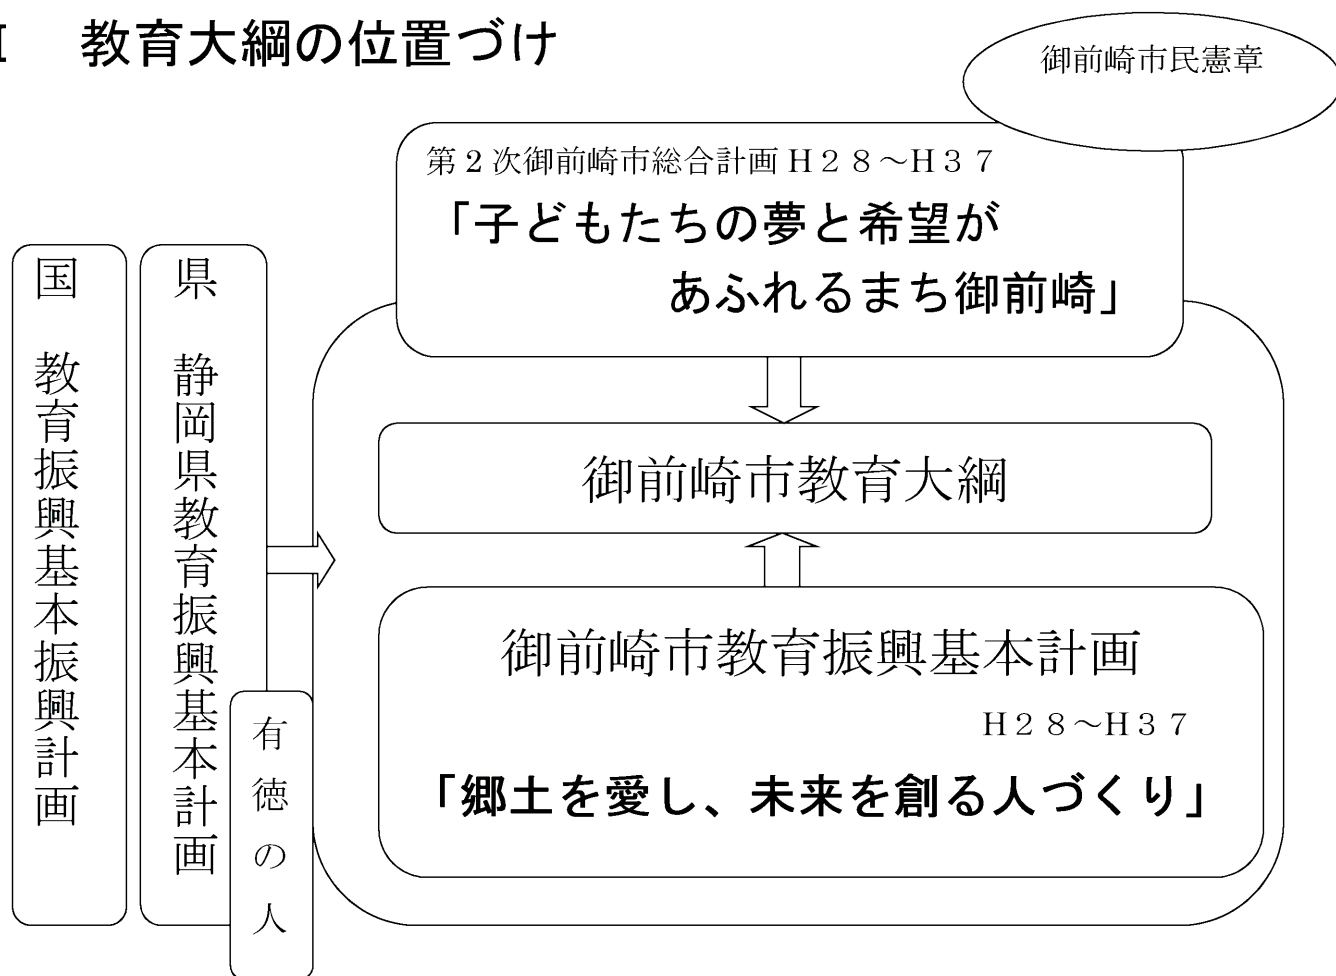 I 教育大綱の位置づけ
御前崎市民憲章
第２次御前崎市総合計画Ｈ２８～Ｈ３７
「子どもたちの夢と希望が
あふれるまち御前崎」
国 教育振興基本振興計画
県 静岡県教育振興基本計画
有徳の人
御前崎市教育大綱
御前崎市教育振興基本計画
Ｈ２８～Ｈ３７
「郷土を愛し、未来を創る人づくり」